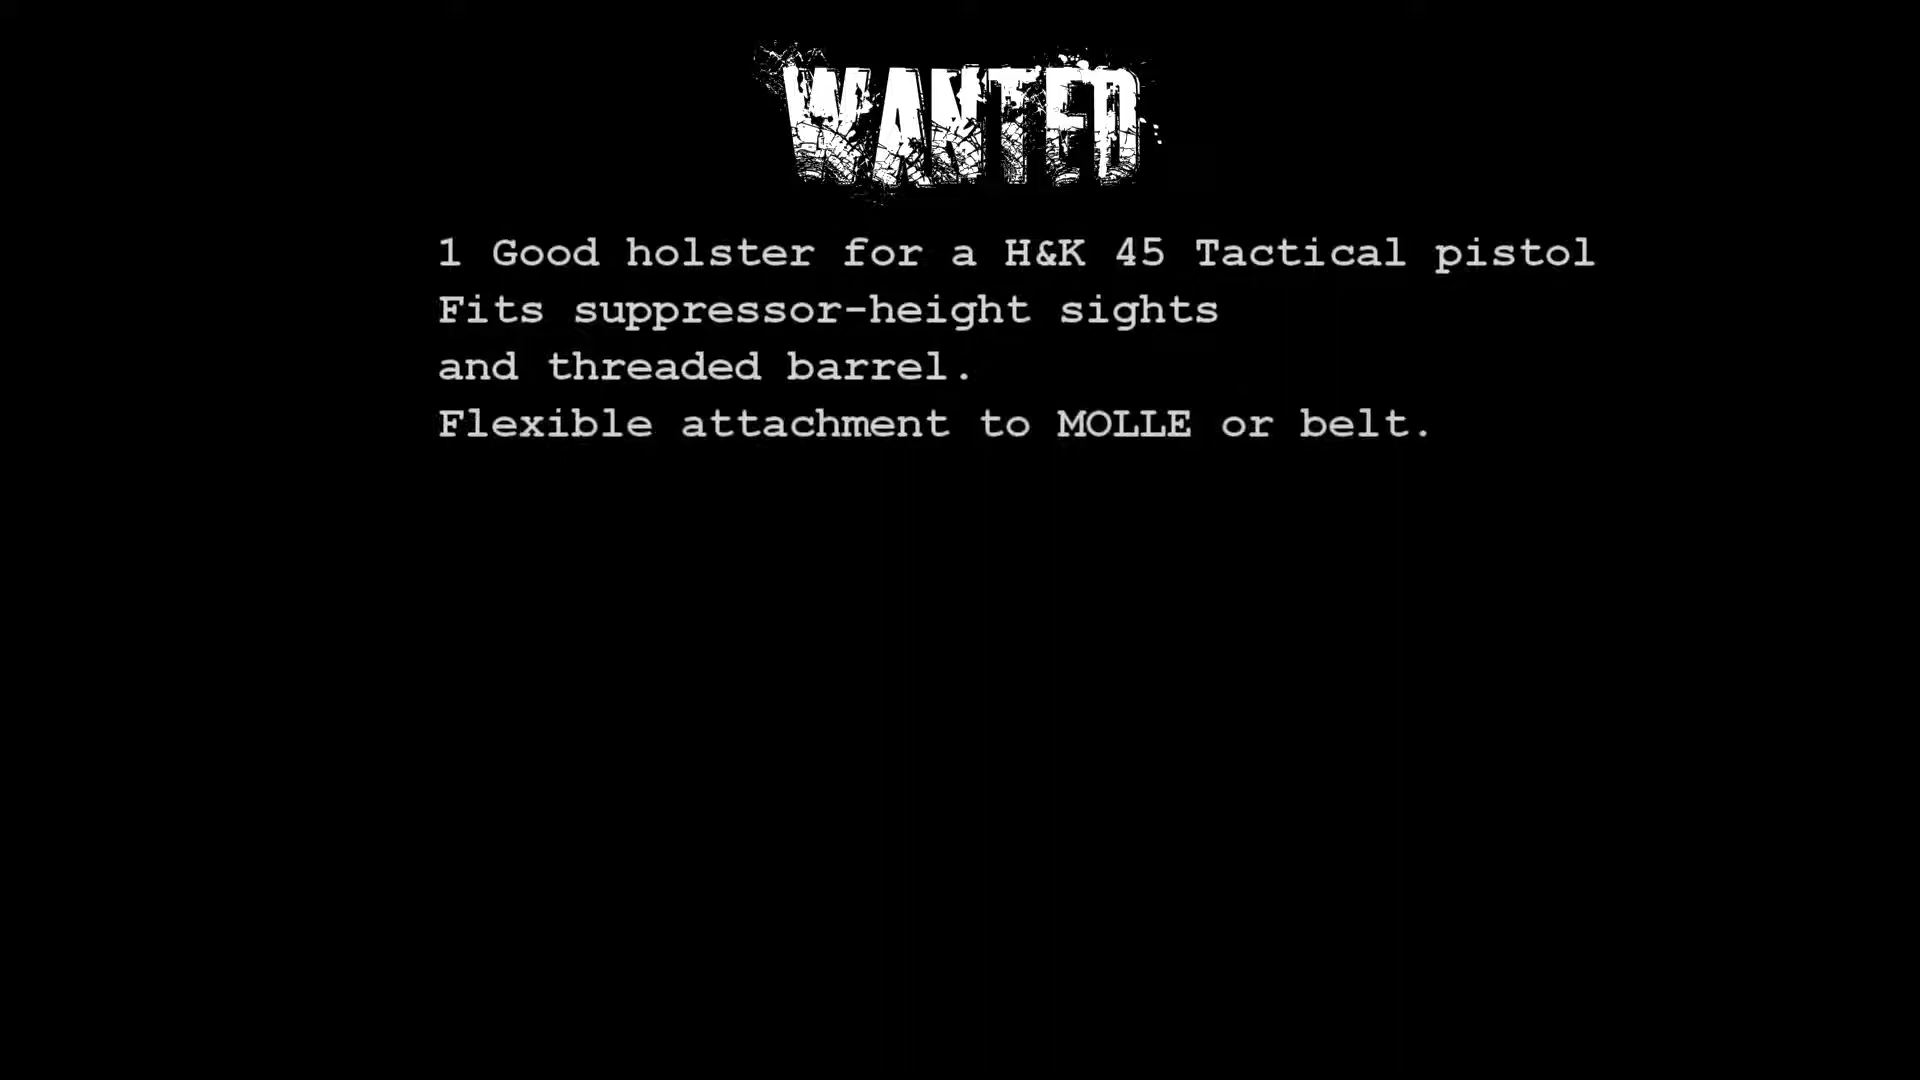 WANTED
1 Good holster for a H&K 45 Tactical pistol
Fits suppressor-height sights
and threaded barrel.
Flexible attachment to MOLLE or belt.